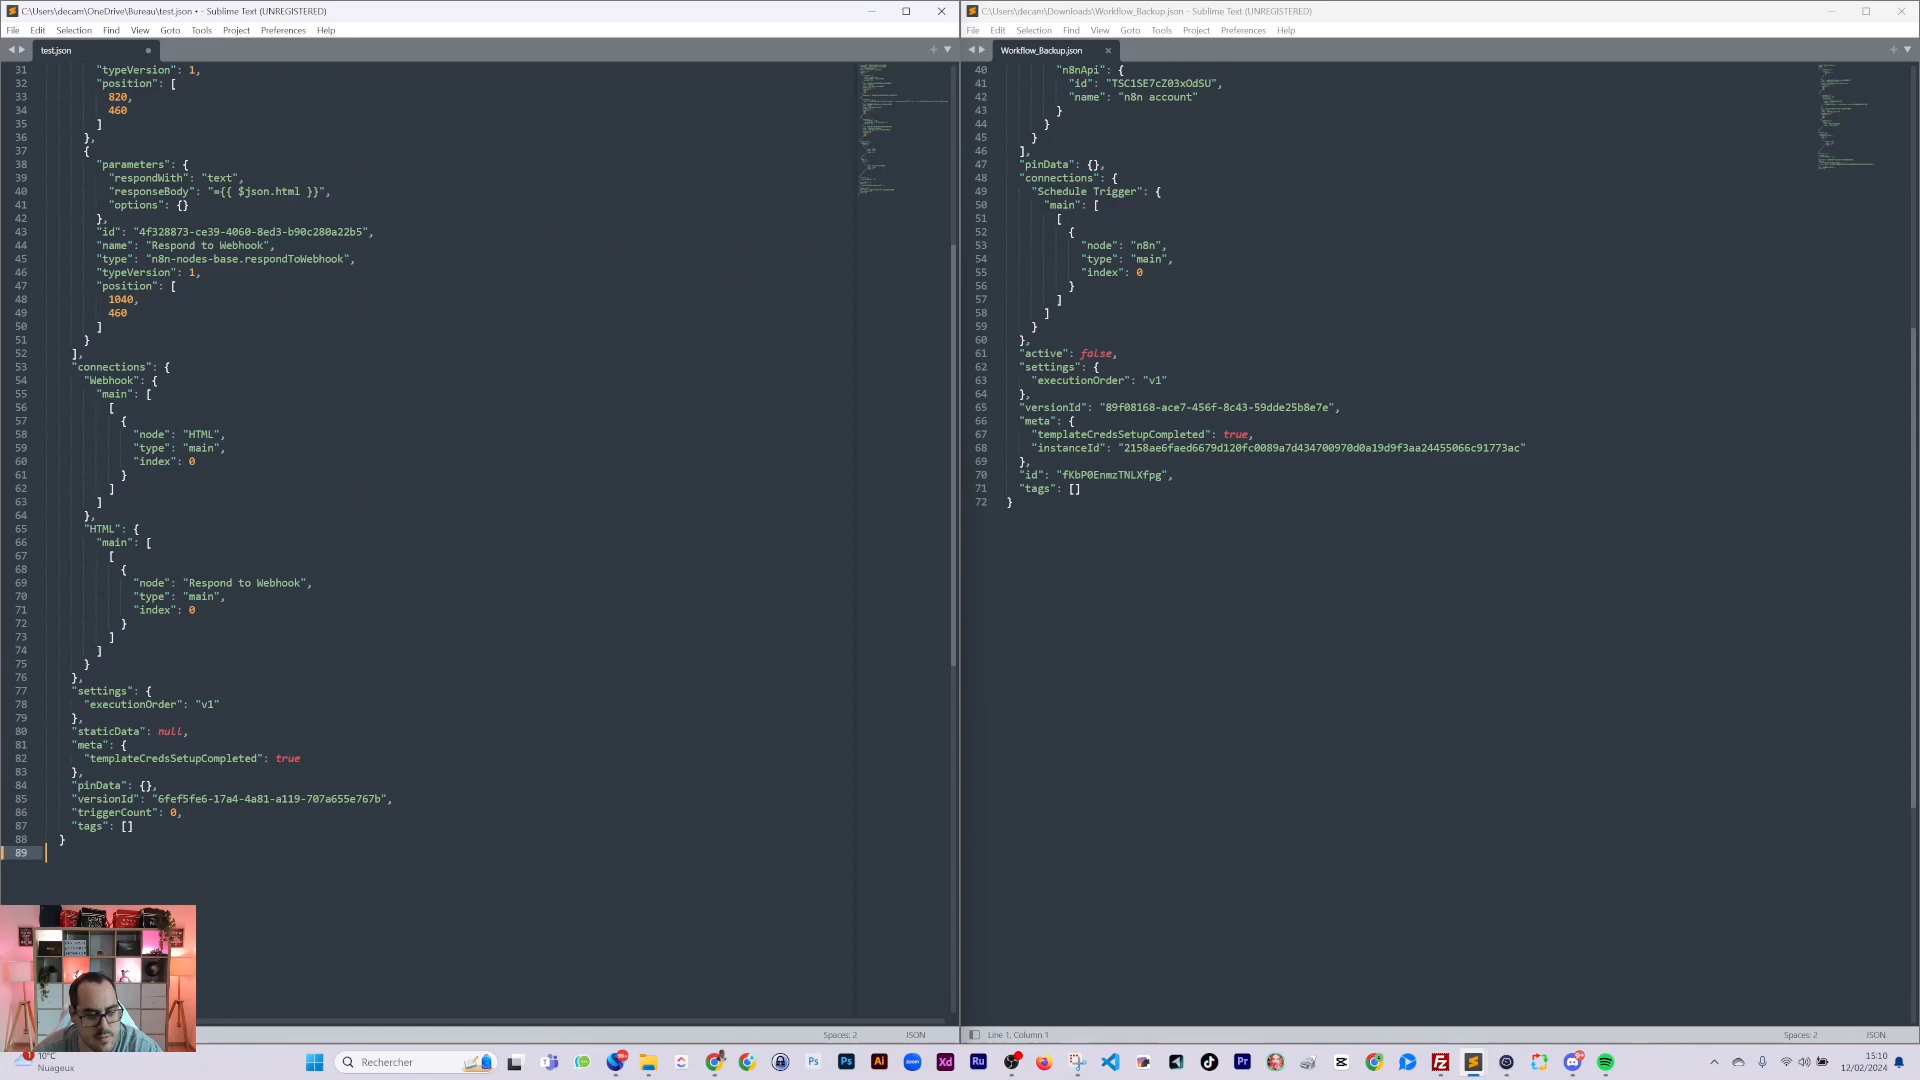 C:\Users\decam\OneDrive\Bureau\test.json • - Sublime Text (UNREGISTERED)
File Edit Selection Find View Goto Tools Project Preferences Help
test.json
31 "typeVersion": 1,
32 "position": [
33 820,
34 460
35 ]
36 },
37 {
38 "parameters": {
39 "respondWith": "text",
40 "responseBody": "={{ $json.html }}",
41 "options": {}
42 },
43 "id": "4f328873-ce39-4060-8ed3-b90c280a22b5",
44 "name": "Respond to Webhook",
45 "type": "n8n-nodes-base.respondToWebhook",
46 "typeVersion": 1,
47 "position": [
48 1040,
49 460
50 ]
51 }
52 ],
53 "connections": {
54 "Webhook": {
55 "main": [
56 [
57 {
58 "node": "HTML",
59 "type": "main",
60 "index": 0
61 }
62 ]
63 ]
64 },
65 "HTML": {
66 "main": [
67 [
68 {
69 "node": "Respond to Webhook",
70 "type": "main",
71 "index": 0
72 }
73 ]
74 ]
75 }
76 },
77 "settings": {
78 "executionOrder": "v1"
79 },
80 "staticData": null,
81 "meta": {
82 "templateCredsSetupCompleted": true
83 },
84 "pinData": {},
85 "versionId": "6fef5fe6-17a4-4a81-a119-707a655e767b",
86 "triggerCount": 0,
87 "tags": []
88 }
89
Spaces: 2 JSON
C:\Users\decam\Downloads\Workflow_Backup.json - Sublime Text (UNREGISTERED)
File Edit Selection Find View Goto Tools Project Preferences Help
Workflow_Backup.json
40 "n8nApi": {
41 "id": "TSC1SE7cZ03xOdSU",
42 "name": "n8n account"
43 }
44 }
45 }
46 ],
47 "pinData": {},
48 "connections": {
49 "Schedule Trigger": {
50 "main": [
51 [
52 {
53 "node": "n8n",
54 "type": "main",
55 "index": 0
56 }
57 ]
58 ]
59 }
60 },
61 "active": false,
62 "settings": {
63 "executionOrder": "v1"
64 },
65 "versionId": "89f08168-ace7-456f-8c43-59dde25b8e7e",
66 "meta": {
67 "templateCredsSetupCompleted": true,
68 "instanceId": "2158ae6faed6679d120fc0089a7d434700970d0a19d9f3aa24455066c91773ac"
69 },
70 "id": "fKbP0EnmzTNLXfpg",
71 "tags": []
72 }
Line 1, Column 1
Spaces: 2 JSON
10°C
Nuageux
Rechercher
15:10
12/02/2024